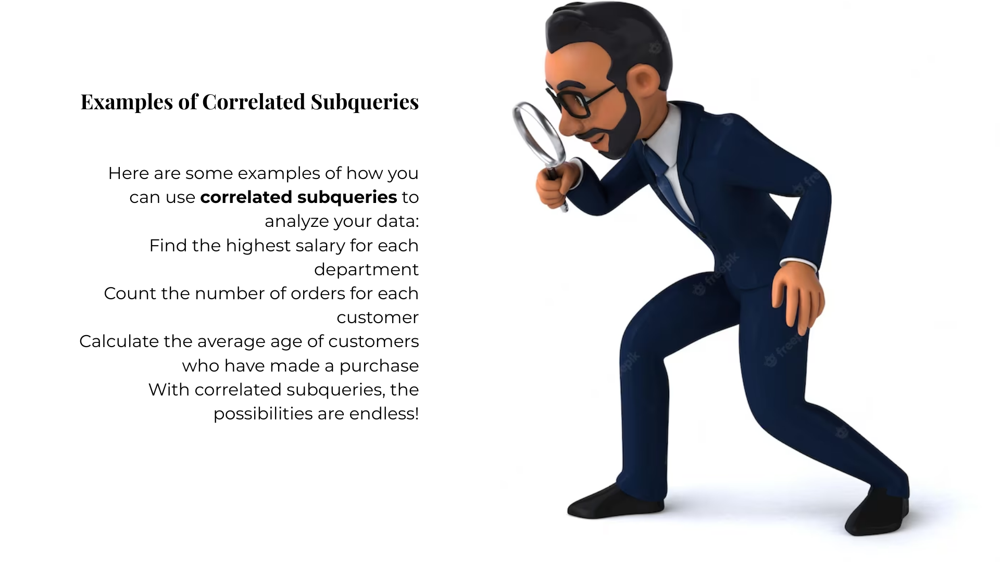 Examples of Correlated Subqueries
Here are some examples of how you
can use correlated subqueries to
analyze your data:
Find the highest salary for each
department
Count the number of orders for each
customer
Calculate the average age of customers
who have made a purchase
With correlated subqueries, the
possibilities are endless!
freepik